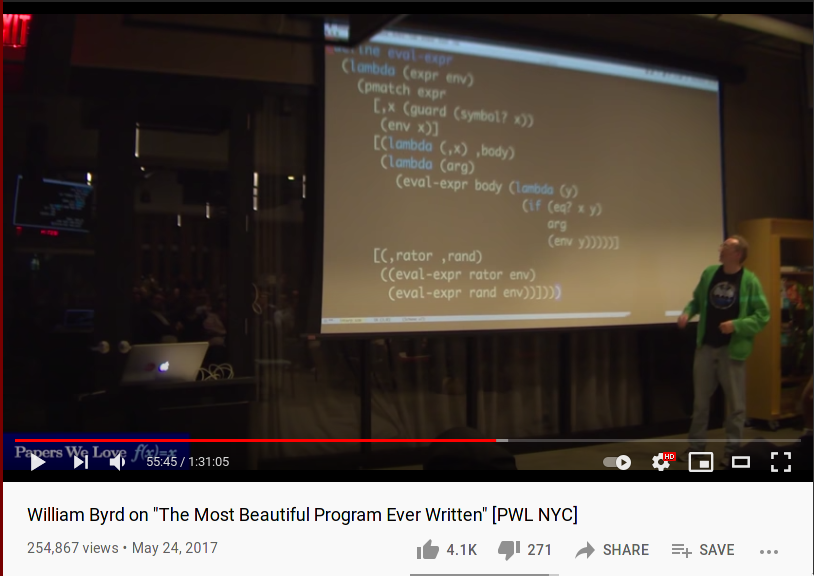 define eval-expr
(lambda (expr env)
(pmatch expr
[,x (guard (symbol? x))
(env x)]
[(lambda (,x) ,body)
(lambda (arg)
(eval-expr body (lambda (y)
(if (eq? x y)
arg
(env y)))))]
[(,rator ,rand)
((eval-expr rator env)
(eval-expr rand env))])))
Papers We Love f(x)=x
55:45 / 1:31:05
HD
William Byrd on "The Most Beautiful Program Ever Written" [PWL NYC]
254,867 views • May 24, 2017
4.1K
271
SHARE
SAVE